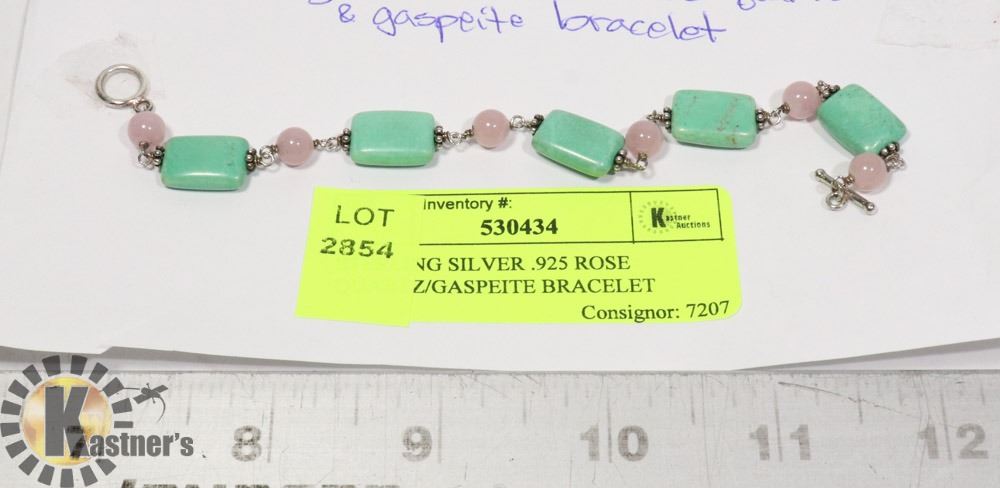 & gaspeite bracelet
LOT
2854
Inventory #:
530434
Kastner
Auctions
NG SILVER .925 ROSE
Z/GASPEITE BRACELET
Consignor: 7207
8 9 10 11 12
Kastner's